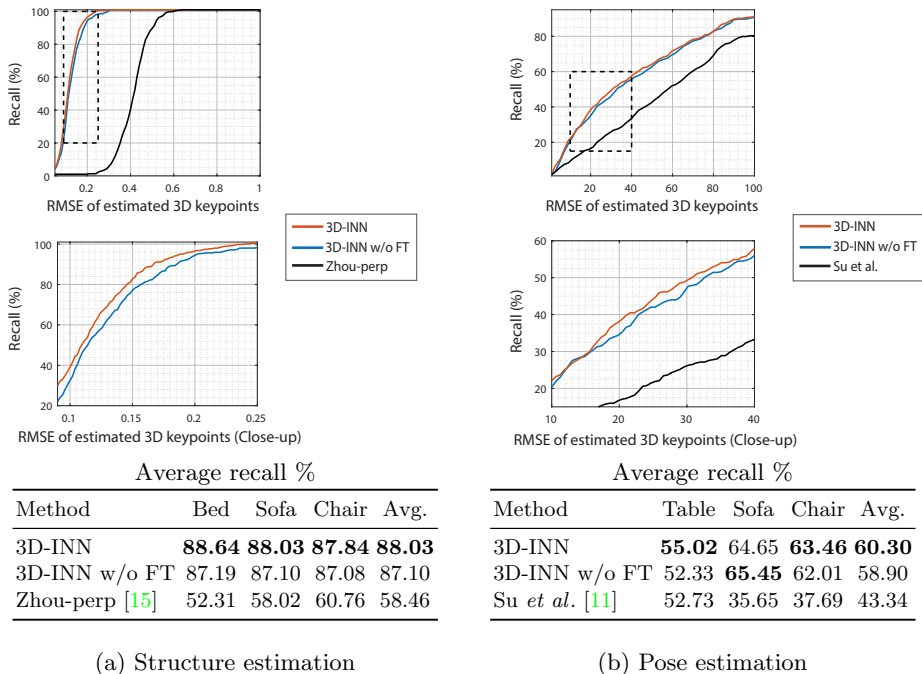 100
80
60
40
20
0
0.2 0.4 0.6 0.8 1
Recall (%)
RMSE of estimated 3D keypoints
3D-INN
3D-INN w/o FT
Zhou-perp
100
80
60
40
20
0.1 0.15 0.2 0.25
Recall (%)
RMSE of estimated 3D keypoints (Close-up)
Average recall %
Method Bed Sofa Chair Avg.
3D-INN 88.64 88.03 87.84 88.03
3D-INN w/o FT 87.19 87.10 87.08 87.10
Zhou-perp [15] 52.31 58.02 60.76 58.46
(a) Structure estimation
100
80
60
40
20
20 40 60 80 100
Recall (%)
RMSE of estimated 3D keypoints
3D-INN
3D-INN w/o FT
Su et al.
60
50
40
30
20
10 20 30 40
Recall (%)
RMSE of estimated 3D keypoints (Close-up)
Average recall %
Method Table Sofa Chair Avg.
3D-INN 55.02 64.65 63.46 60.30
3D-INN w/o FT 52.33 65.45 62.01 58.90
Su et al. [11] 52.73 35.65 37.69 43.34
(b) Pose estimation